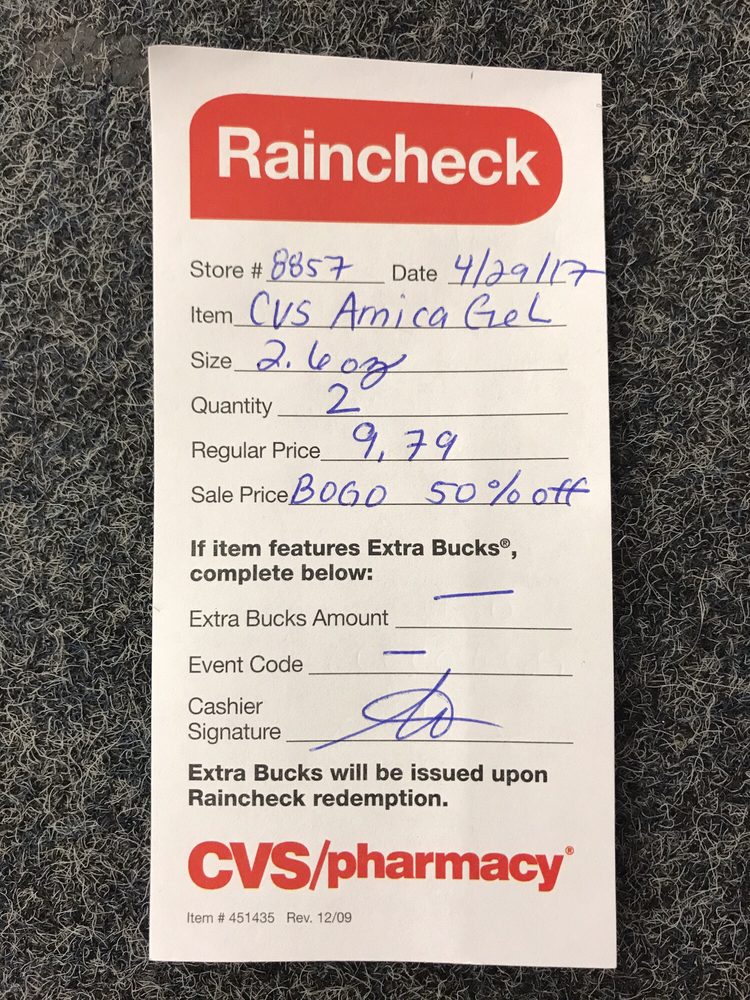 Raincheck
Store # 8857 Date 4/29/17
Item CVS Arnica Gel
Size 2.6 oz
Quantity 2
Regular Price 9,79
Sale Price BOGO 50% off
If item features Extra Bucks®,
complete below:
Extra Bucks Amount —
Event Code —
Cashier
Signature
Extra Bucks will be issued upon
Raincheck redemption.
CVS/pharmacy®
Item # 451435 Rev. 12/09